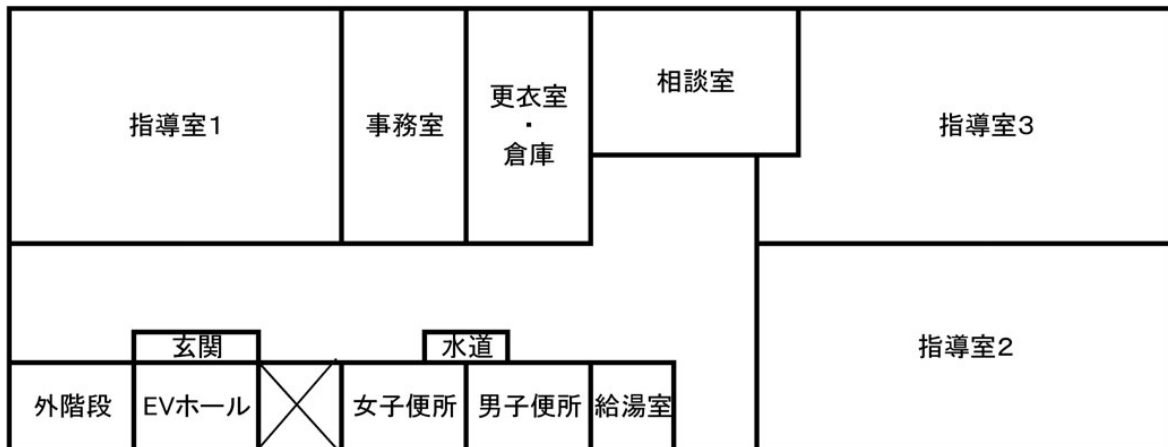 指導室1
事務室
更衣室
・
倉庫
相談室
指導室3
玄関
水道
指導室2
外階段
EVホール
女子便所
男子便所
給湯室